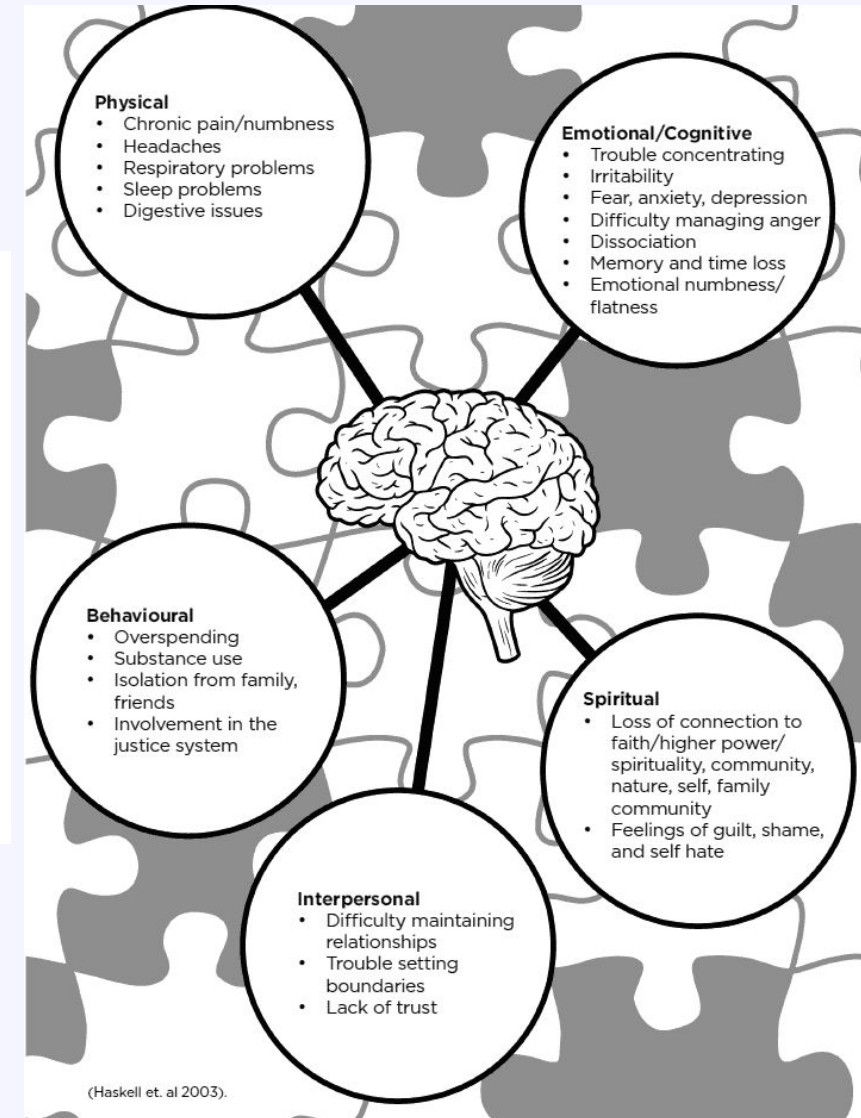 Physical
• Chronic pain/numbness
• Headaches
• Respiratory problems
• Sleep problems
• Digestive issues
Emotional/Cognitive
• Trouble concentrating
• Irritability
• Fear, anxiety, depression
• Difficulty managing anger
• Dissociation
• Memory and time loss
• Emotional numbness/
flatness
Behavioural
• Overspending
• Substance use
• Isolation from family,
friends
• Involvement in the
justice system
Spiritual
• Loss of connection to
faith/higher power/
spirituality, community,
nature, self, family
community
• Feelings of guilt, shame,
and self hate
Interpersonal
• Difficulty maintaining
relationships
• Trouble setting
boundaries
• Lack of trust
(Haskell et. al 2003).